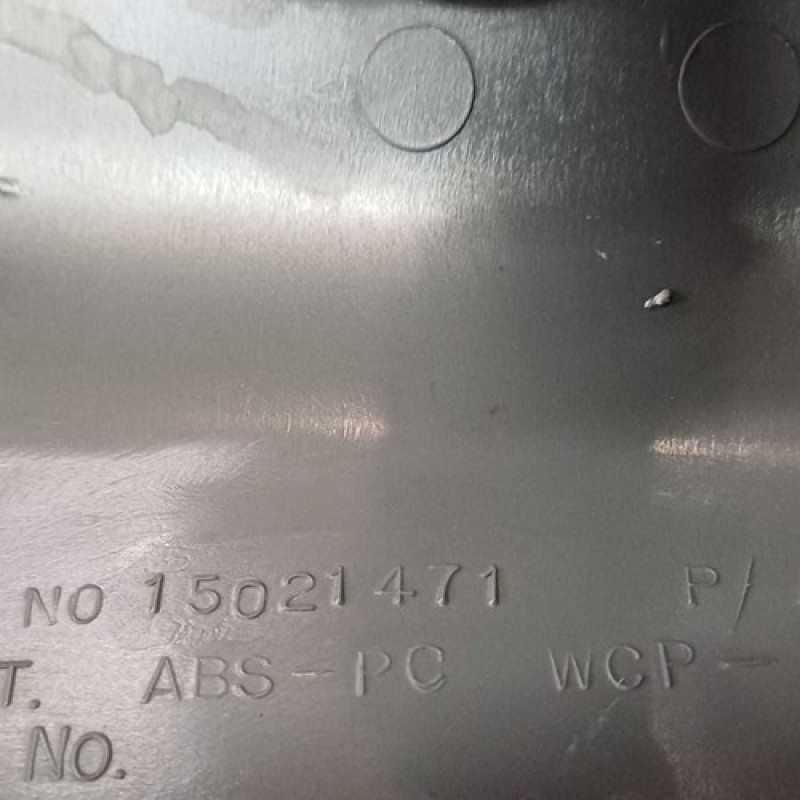 NO 15021471 P/
T. ABS-PC WCP-
NO.